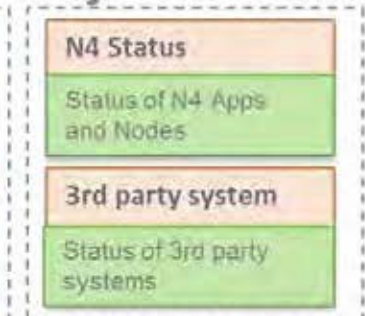 N4 Status
Status of N4 Apps
and Nodes
3rd party system
Status of 3rd party
systems